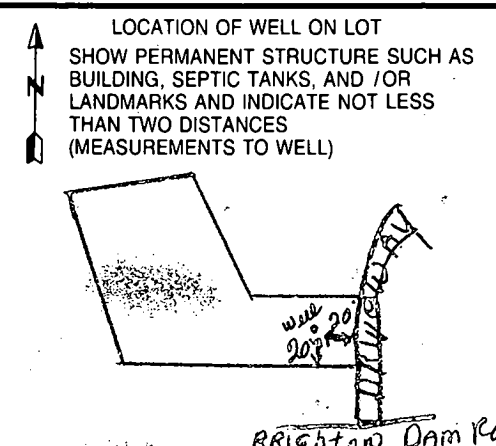 LOCATION OF WELL ON LOT
SHOW PERMANENT STRUCTURE SUCH AS
N BUILDING, SEPTIC TANKS, AND / OR
LANDMARKS AND INDICATE NOT LESS
THAN TWO DISTANCES
(MEASUREMENTS TO WELL)
well
20'
20'
DRIVEWAY
BRIGHTON DAM Rd